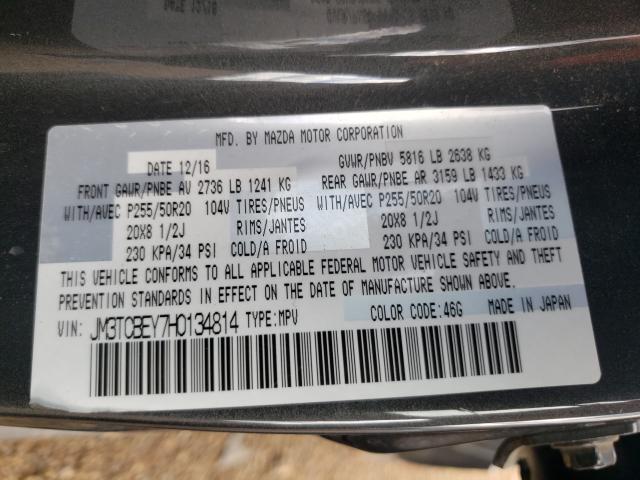 DATE 12/16
MFD. BY MAZDA MOTOR CORPORATION
DATE 12/16
GVWR/PNBV 5816 LB 2638 KG
FRONT GAWR/PNBE AV 2736 LB 1241 KG
REAR GAWR/PNBE AR 3159 LB 1433 KG
WITH/AVEC P255/50R20 104V TIRES/PNEUS
WITH/AVEC P255/50R20 104V TIRES/PNEUS
20X8 1/2J RIMS/JANTES
20X8 1/2J RIMS/JANTES
230 KPA/34 PSI COLD/A FROID
230 KPA/34 PSI COLD/A FROID
THIS VEHICLE CONFORMS TO ALL APPLICABLE FEDERAL MOTOR VEHICLE SAFETY AND THEFT
PREVENTION STANDARDS IN EFFECT ON THE DATE OF MANUFACTURE SHOWN ABOVE.
VIN: JM3TCBEY7H0134814 TYPE:MPV COLOR CODE:46G MADE IN JAPAN